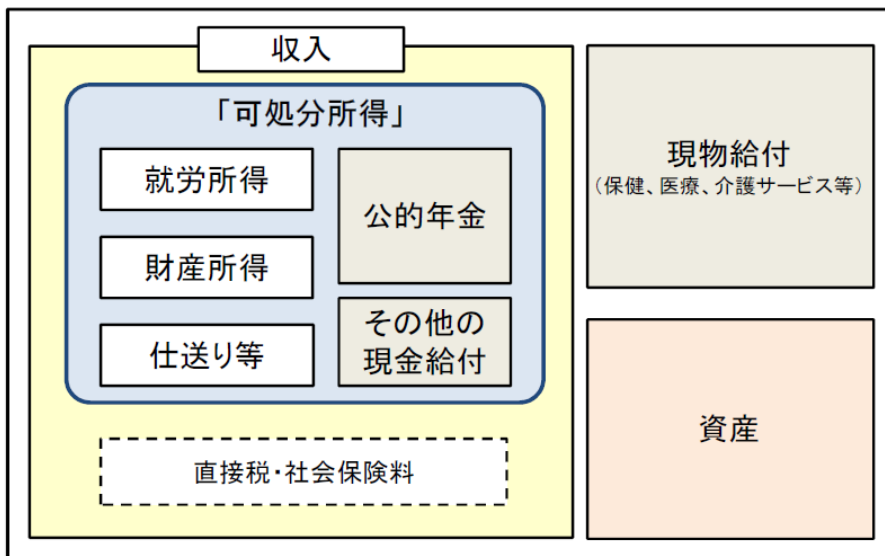 収入
「可処分所得」
就労所得
財産所得
仕送り等
公的年金
その他の
現金給付
直接税・社会保険料
現物給付
（保健、医療、介護サービス等）
資産